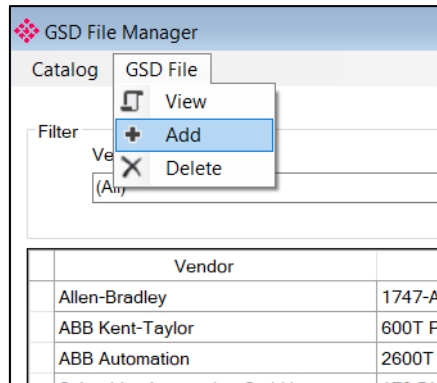 GSD File Manager
Catalog GSD File
View
Filter
Add
Ve
Delete
(All)
Vendor
Allen-Bradley 1747-A
ABB Kent-Taylor 600T P
ABB Automation 2600T